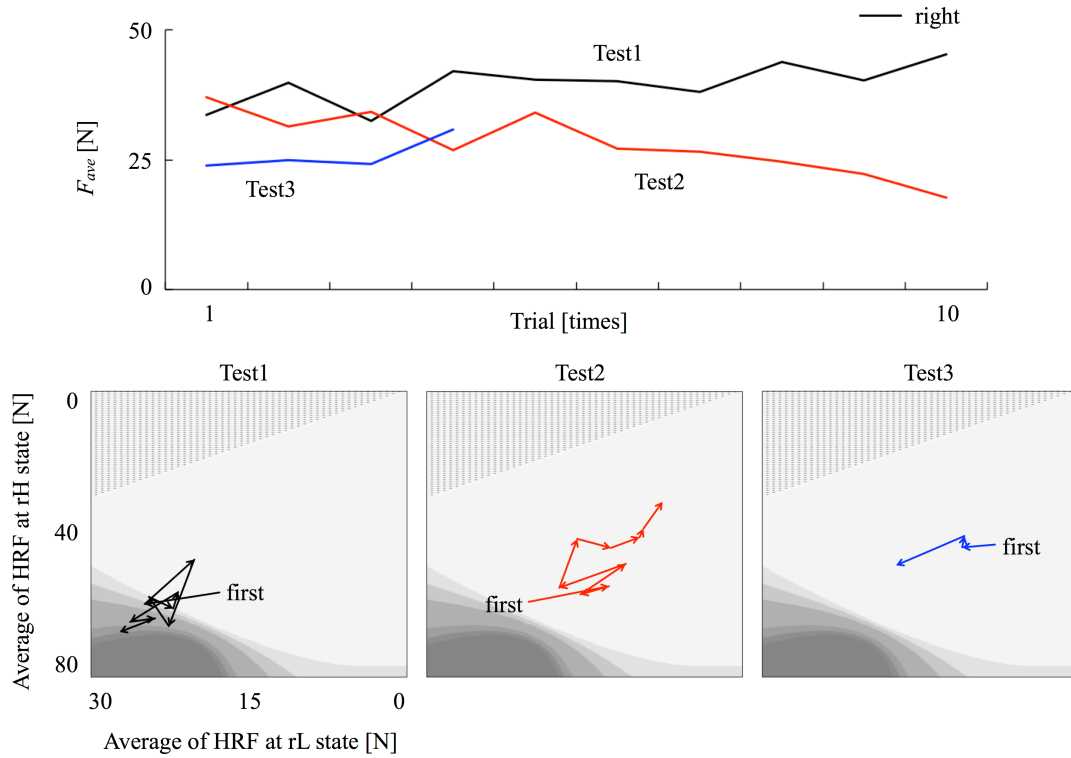 right
50
Test1
25
Test3
Test2
0
F_ave [N]
1
10
Trial [times]
Test1
Test2
Test3
0
40
80
Average of HRF at rH state [N]
first
first
first
30
15
0
Average of HRF at rL state [N]